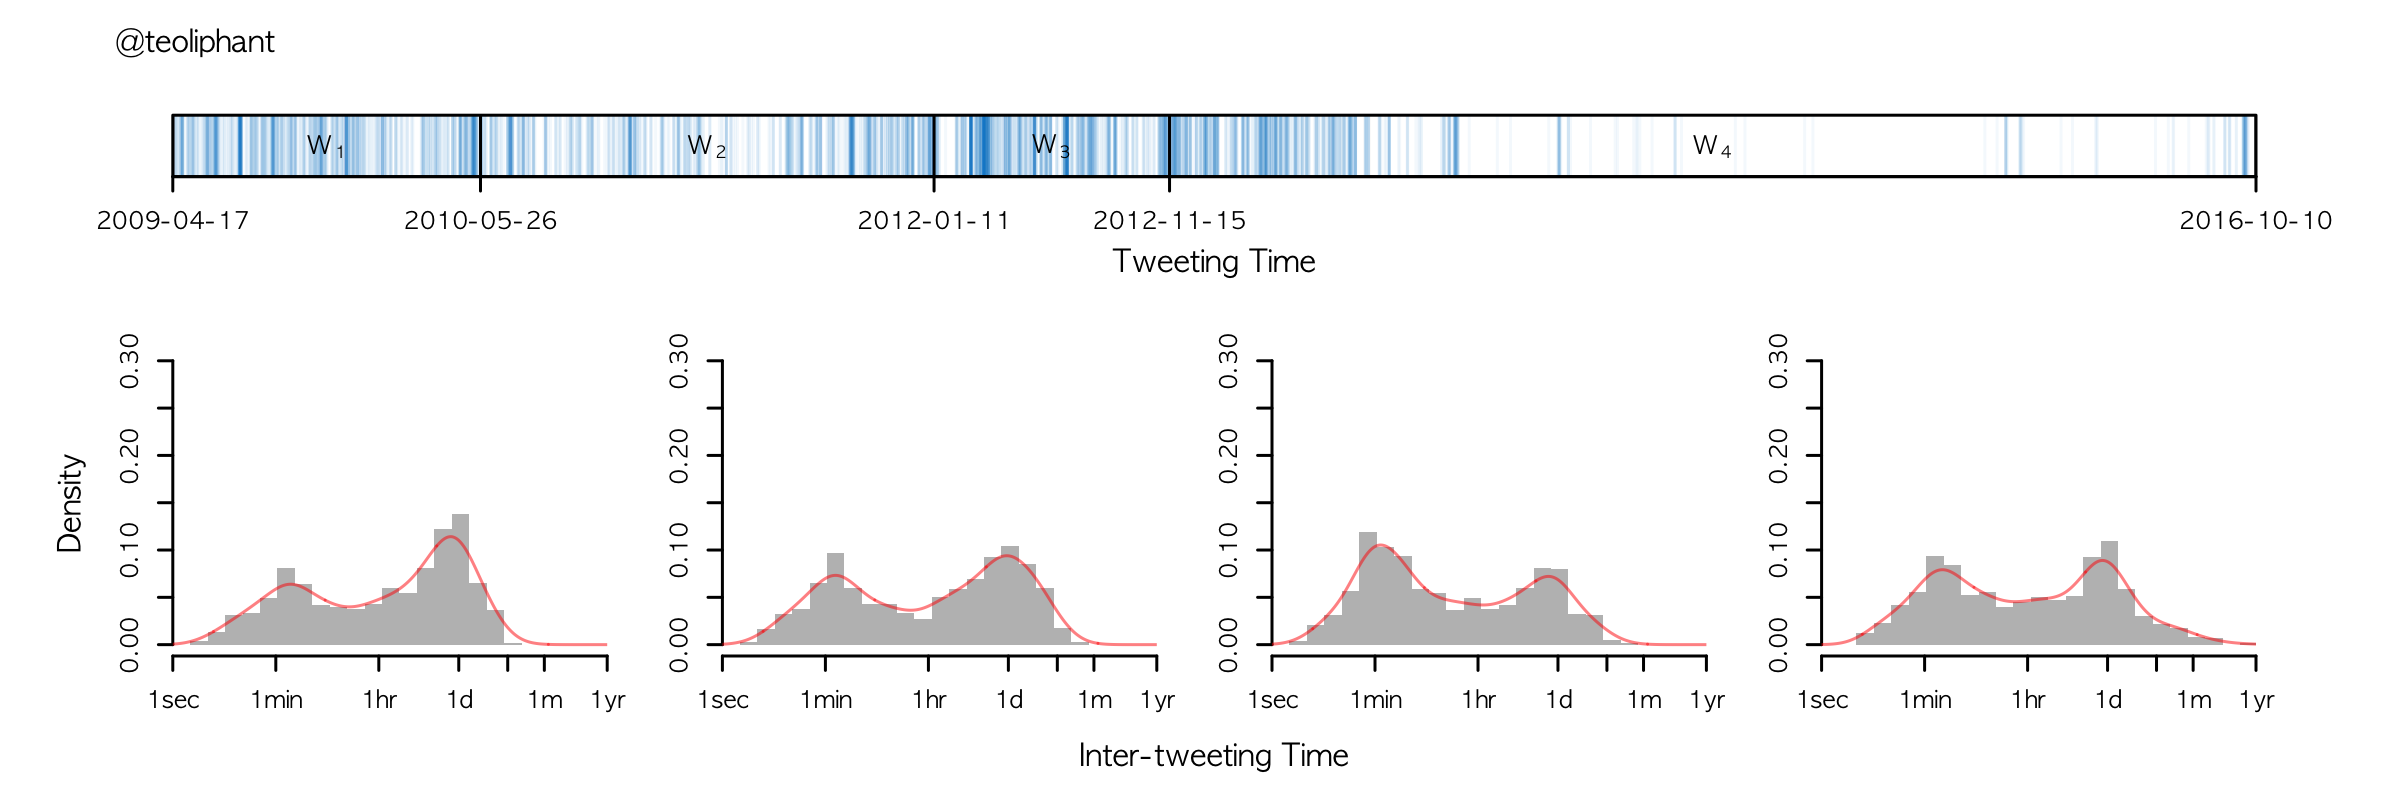 @teoliphant
W1 W2 W3 W4
2009-04-17 2010-05-26 2012-01-11 2012-11-15 2016-10-10
Tweeting Time
Density
0.00 0.10 0.20 0.30
0.00 0.10 0.20 0.30
0.00 0.10 0.20 0.30
0.00 0.10 0.20 0.30
1sec 1min 1hr 1d 1m 1yr
1sec 1min 1hr 1d 1m 1yr
1sec 1min 1hr 1d 1m 1yr
1sec 1min 1hr 1d 1m 1yr
Inter-tweeting Time